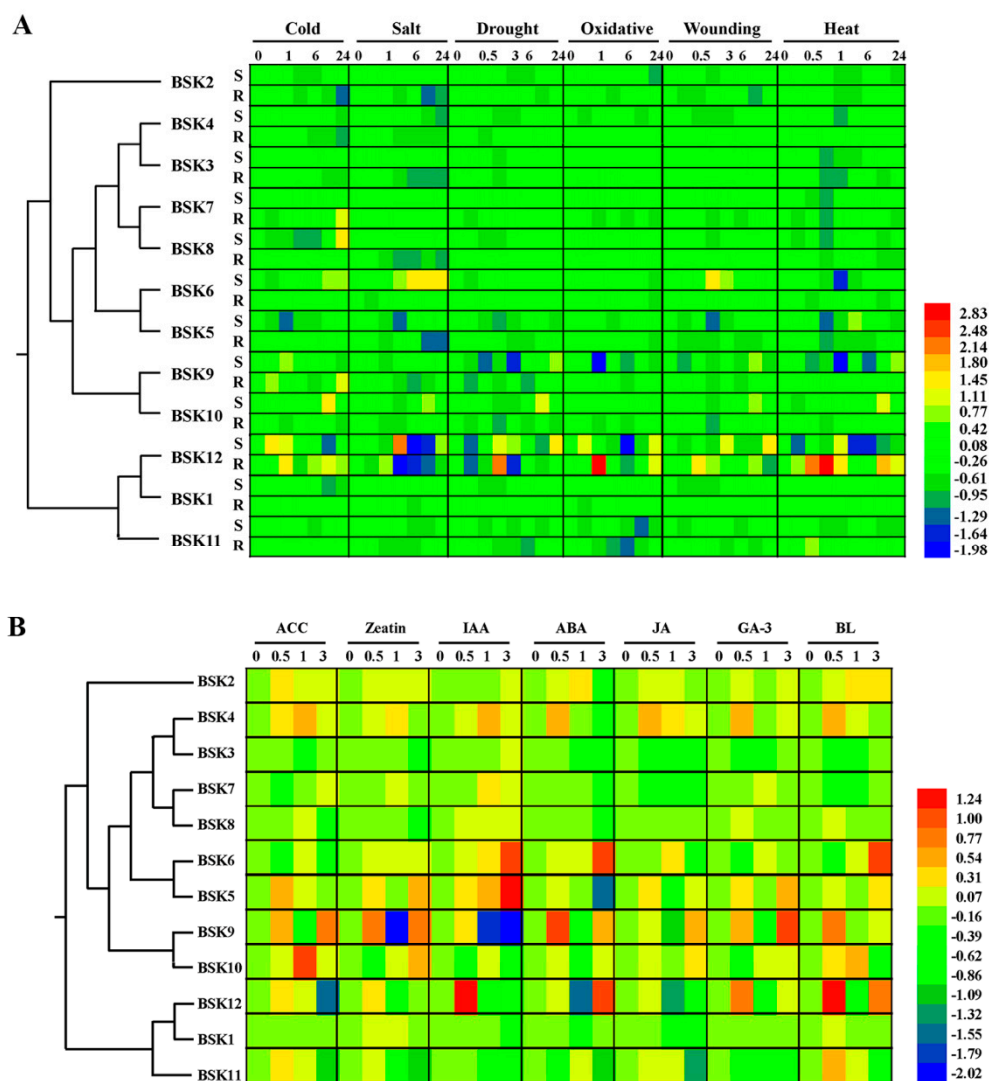 A
Cold Salt Drought Oxidative Wounding Heat
0 1 6 24 0 1 6 24 0 0.5 3 6 24 0 1 6 24 0 0.5 3 6 24 0 0.5 1 6 24
BSK2 S
R
BSK4 S
R
BSK3 S
R
BSK7 S
R
BSK8 S
R
BSK6 S
R
BSK5 S
R
BSK9 S
R
BSK10 S
R
BSK12 S
R
BSK1 S
R
BSK11 S
R
2.83
2.48
2.14
1.80
1.45
1.11
0.77
0.42
0.08
-0.26
-0.61
-0.95
-1.29
-1.64
-1.98
B
ACC Zeatin IAA ABA JA GA-3 BL
0 0.5 1 3 0 0.5 1 3 0 0.5 1 3 0 0.5 1 3 0 0.5 1 3 0 0.5 1 3 0 0.5 1 3
BSK2
BSK4
BSK3
BSK7
BSK8
BSK6
BSK5
BSK9
BSK10
BSK12
BSK1
BSK11
1.24
1.00
0.77
0.54
0.31
0.07
-0.16
-0.39
-0.62
-0.86
-1.09
-1.32
-1.55
-1.79
-2.02